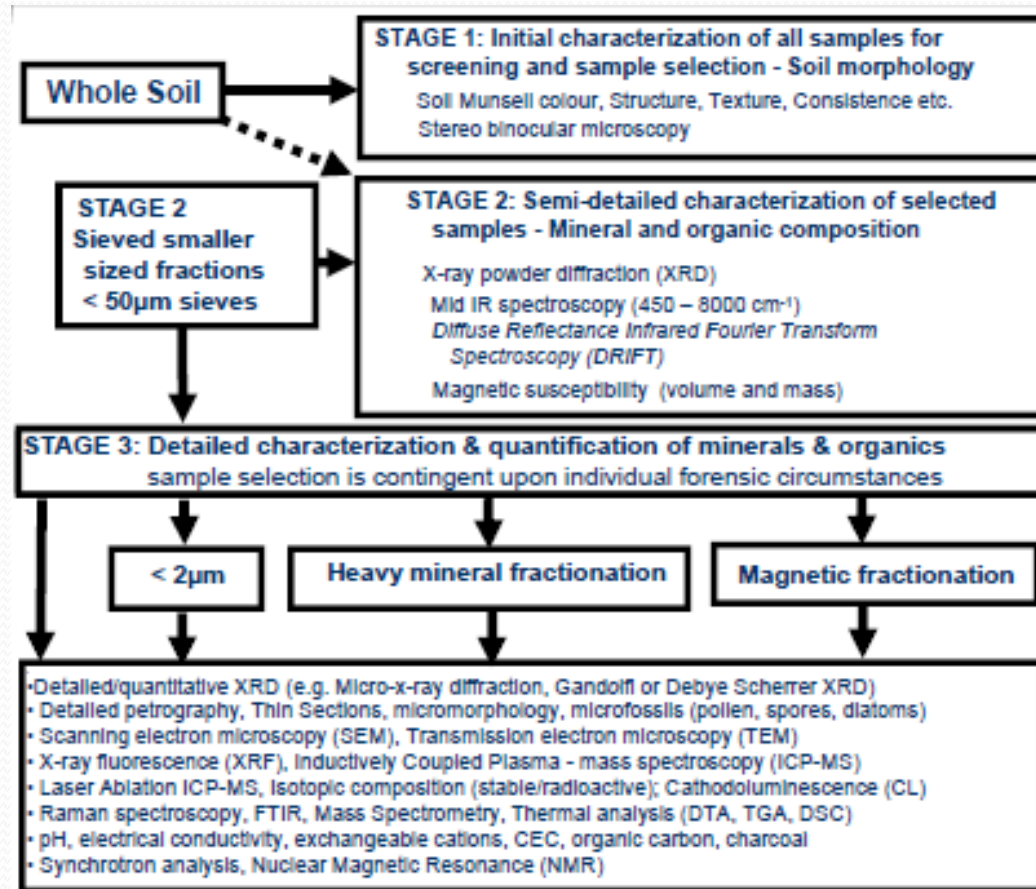 STAGE 1: Initial characterization of all samples for
screening and sample selection - Soil morphology
Soil Munsell colour, Structure, Texture, Consistence etc.
Stereo binocular microscopy
Whole Soil
STAGE 2
Sieved smaller
sized fractions
< 50µm sieves
STAGE 2: Semi-detailed characterization of selected
samples - Mineral and organic composition
X-ray powder diffraction (XRD)
Mid IR spectroscopy (450 – 8000 cm⁻¹)
Diffuse Reflectance Infrared Fourier Transform
Spectroscopy (DRIFT)
Magnetic susceptibility (volume and mass)
STAGE 3: Detailed characterization & quantification of minerals & organics
sample selection is contingent upon individual forensic circumstances
< 2µm
Heavy mineral fractionation
Magnetic fractionation
•Detailed/quantitative XRD (e.g. Micro-x-ray diffraction, Gandolfi or Debye Scherrer XRD)
• Detailed petrography, Thin Sections, micromorphology, microfossils (pollen, spores, diatoms)
• Scanning electron microscopy (SEM), Transmission electron microscopy (TEM)
• X-ray fluorescence (XRF), Inductively Coupled Plasma - mass spectroscopy (ICP-MS)
• Laser Ablation ICP-MS, Isotopic composition (stable/radioactive); Cathodoluminescence (CL)
• Raman spectroscopy, FTIR, Mass Spectrometry, Thermal analysis (DTA, TGA, DSC)
• pH, electrical conductivity, exchangeable cations, CEC, organic carbon, charcoal
• Synchrotron analysis, Nuclear Magnetic Resonance (NMR)